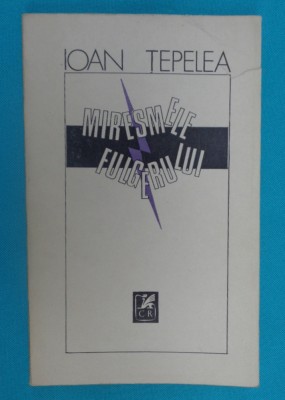 IOAN ȚEPELEA
MIRESMELE
FULGERULUI
CR